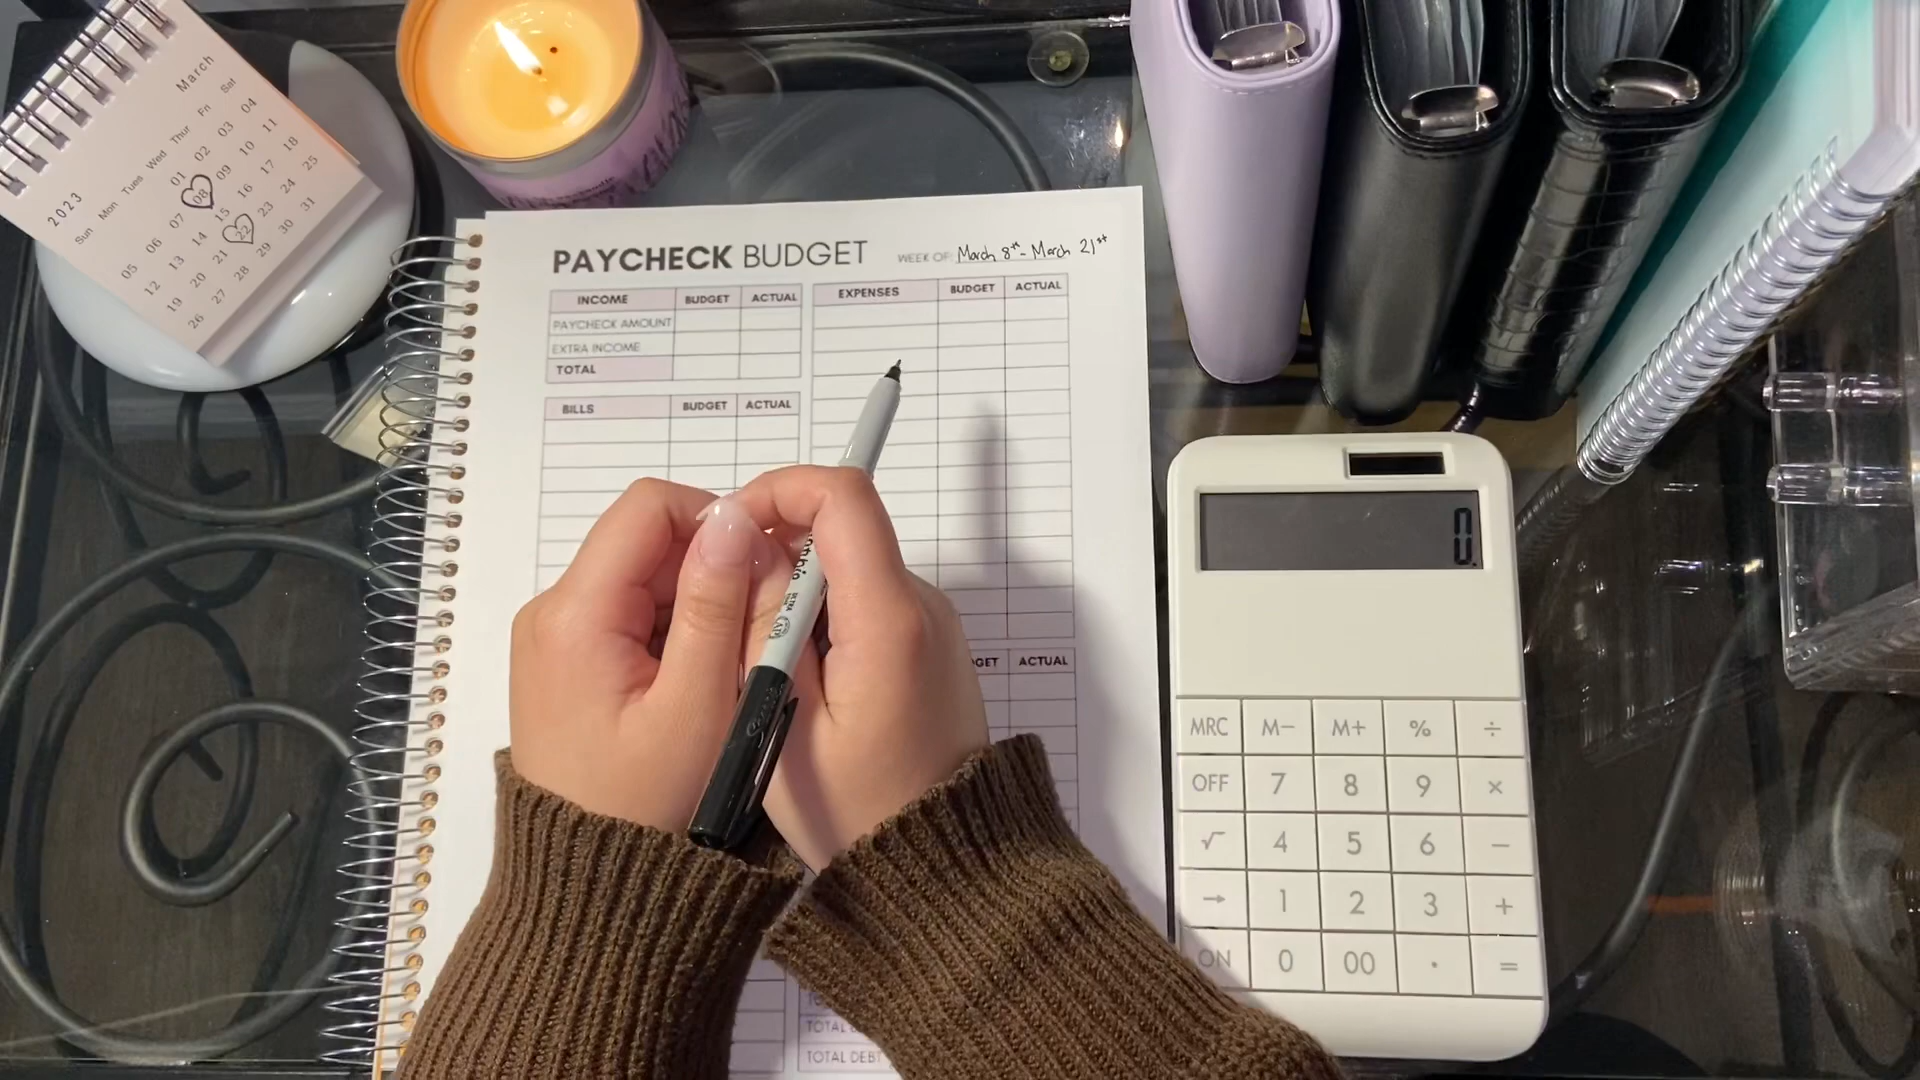 March
2023
Sun Mon Tues Wed Thur Fri Sat
01 02 03 04
05 06 07 08 09 10 11
12 13 14 15 16 17 18
19 20 21 22 23 24 25
26 27 28 29 30 31
PAYCHECK BUDGET WEEK OF: March 8th - March 21st
INCOME BUDGET ACTUAL
PAYCHECK AMOUNT
EXTRA INCOME
TOTAL
BILLS BUDGET ACTUAL
EXPENSES BUDGET ACTUAL
ACTUAL
TOTAL
TOTAL DEBT
ULTRA
AP
0.
MRC M− M+ % ÷
OFF 7 8 9 ×
√ 4 5 6 −
→ 1 2 3 +
ON 0 00 . =